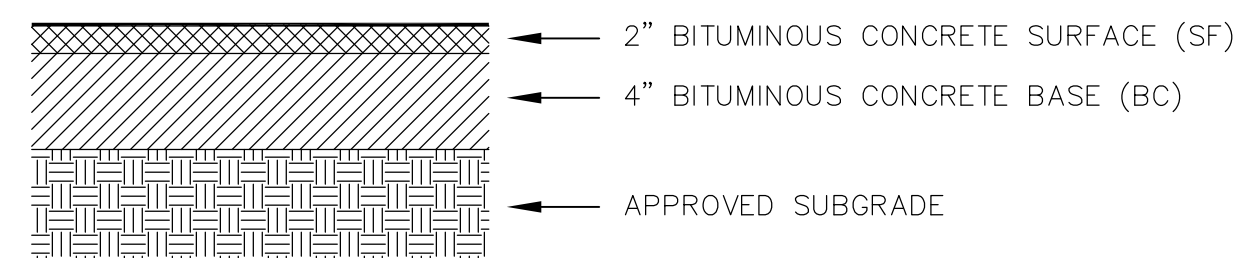 2” BITUMINOUS CONCRETE SURFACE (SF)
4” BITUMINOUS CONCRETE BASE (BC)
APPROVED SUBGRADE